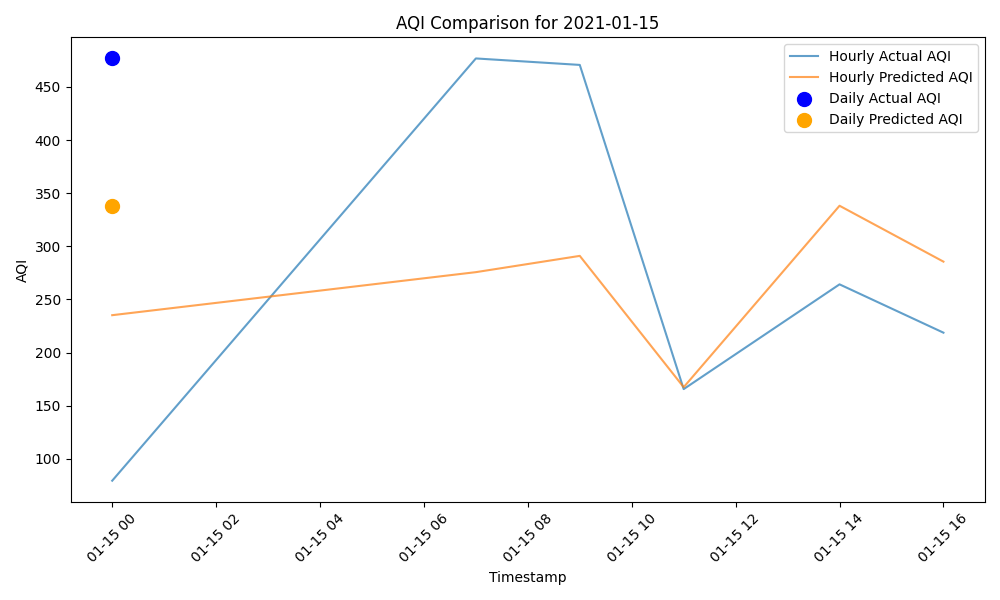 AQI Comparison for 2021-01-15
Hourly Actual AQI
Hourly Predicted AQI
Daily Actual AQI
Daily Predicted AQI
AQI
450
400
350
300
250
200
150
100
01-15 00
01-15 02
01-15 04
01-15 06
01-15 08
01-15 10
01-15 12
01-15 14
01-15 16
Timestamp